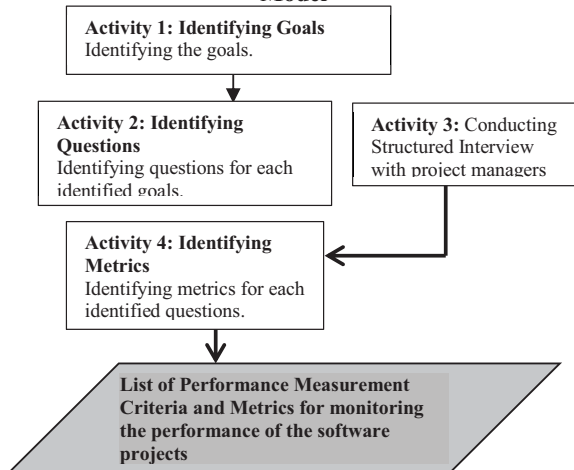 Model
Activity 1: Identifying Goals
Identifying the goals.
Activity 2: Identifying
Questions
Identifying questions for each
identified goals.
Activity 3: Conducting
Structured Interview
with project managers
Activity 4: Identifying
Metrics
Identifying metrics for each
identified questions.
List of Performance Measurement
Criteria and Metrics for monitoring
the performance of the software
projects